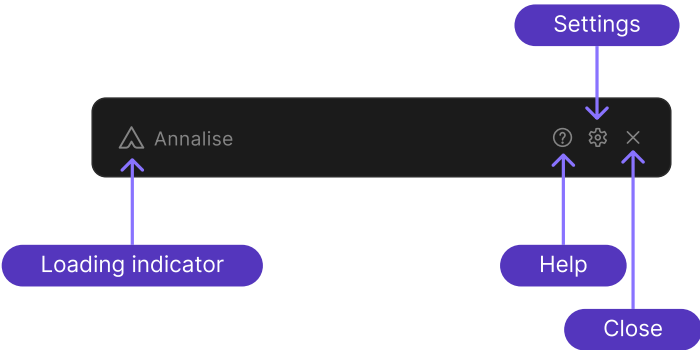 Settings
Annalise
Loading indicator
Help
Close